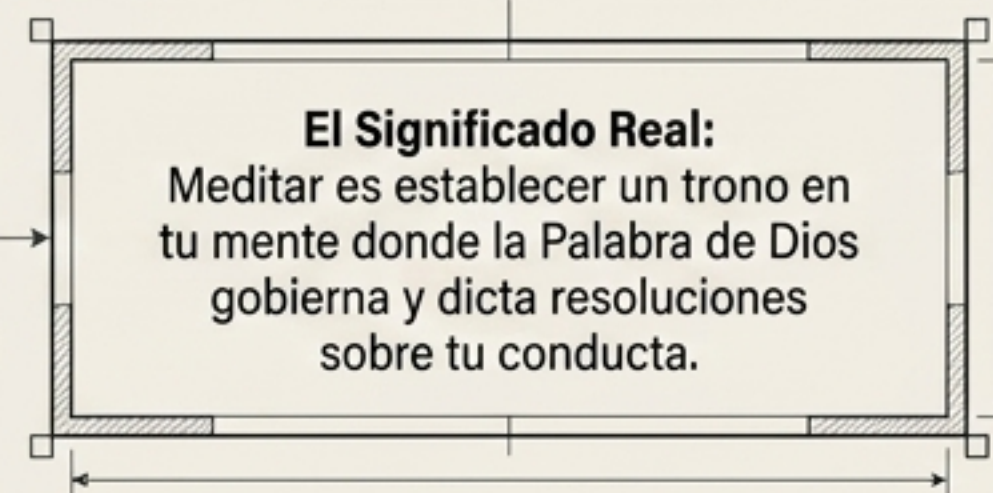 El Significado Real:
Meditar es establecer un trono en
tu mente donde la Palabra de Dios
gobierna y dicta resoluciones
sobre tu conducta.